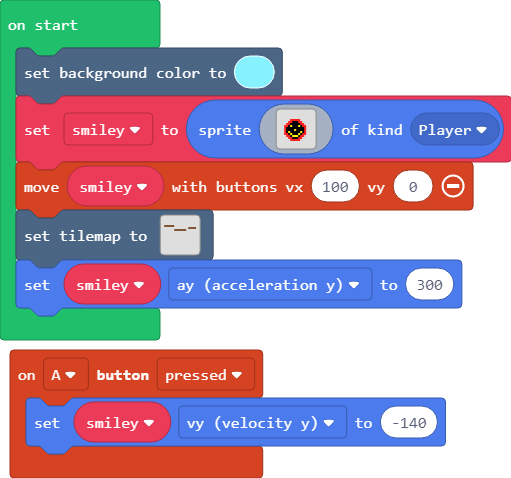 on start
set background color to
set smiley to sprite of kind Player
move smiley with buttons vx 100 vy 0
set tilemap to
set smiley ay (acceleration y) to 300
on A button pressed
set smiley vy (velocity y) to -140